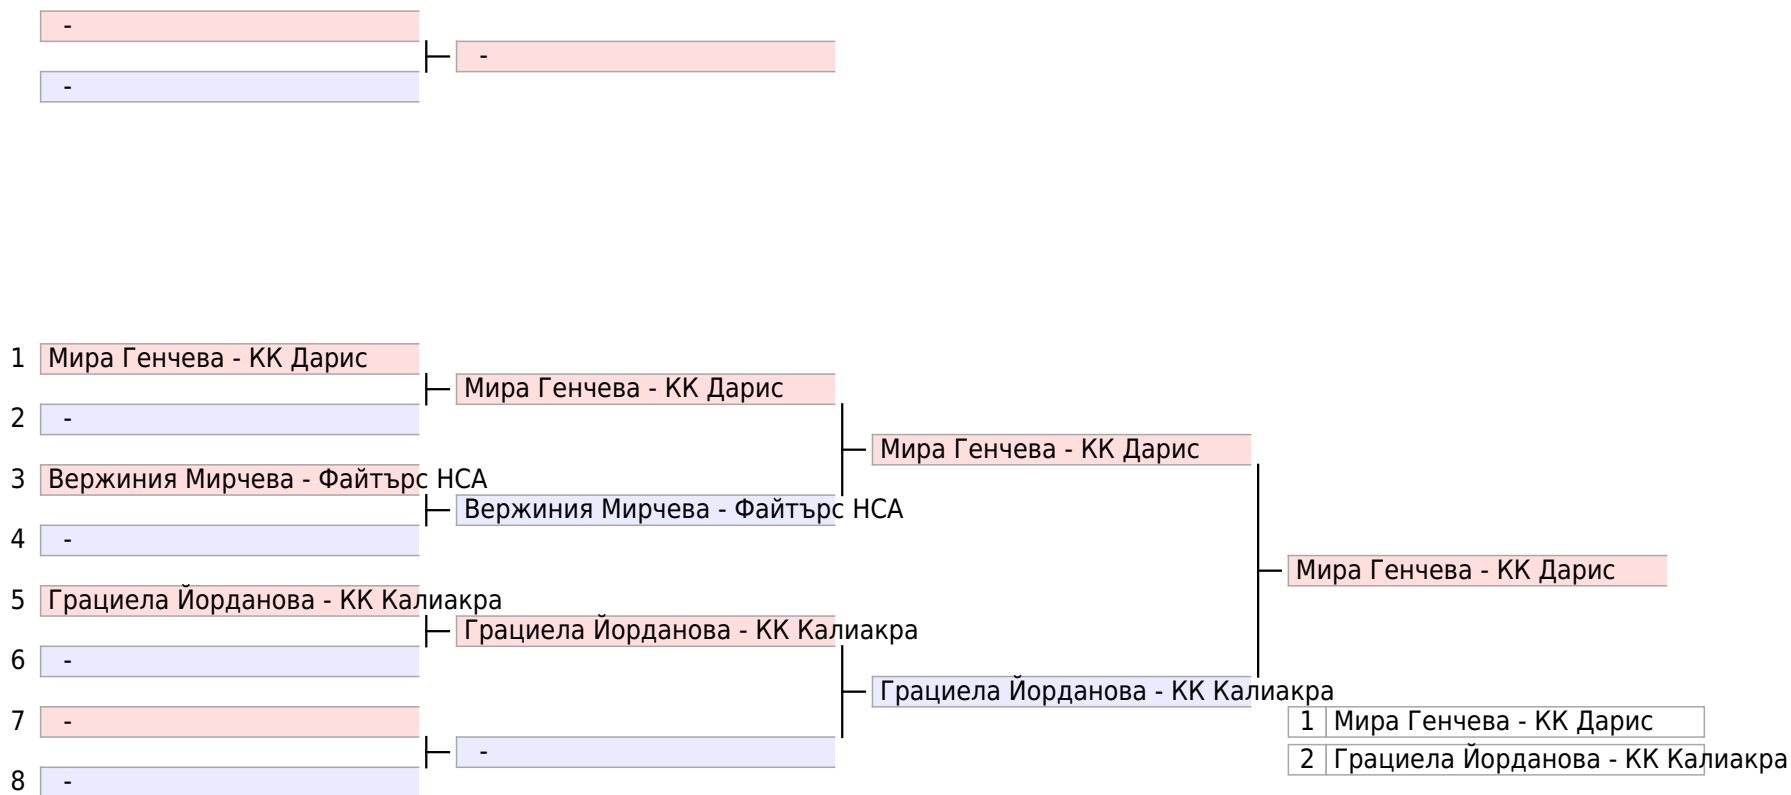 -
-
-
1 Мира Генчева - КК Дарис
Мира Генчева - КК Дарис
2 -
Мира Генчева - КК Дарис
3 Вержиния Мирчева - Файтърс НСА
Вержиния Мирчева - Файтърс НСА
4 -
Мира Генчева - КК Дарис
5 Грациела Йорданова - КК Калиакра
Грациела Йорданова - КК Калиакра
6 -
Грациела Йорданова - КК Калиакра
7 -
1 Мира Генчева - КК Дарис
-
2 Грациела Йорданова - КК Калиакра
8 -